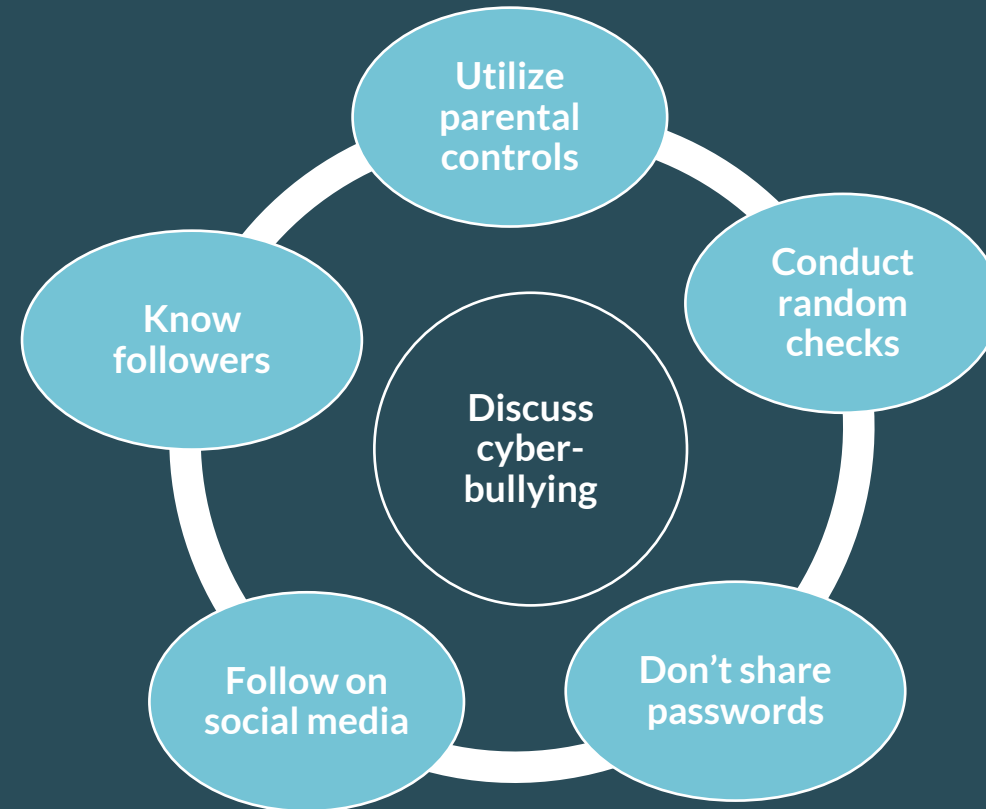 Utilize
parental
controls
Conduct
random
checks
Know
followers
Discuss
cyber-
bullying
Don’t share
passwords
Follow on
social media